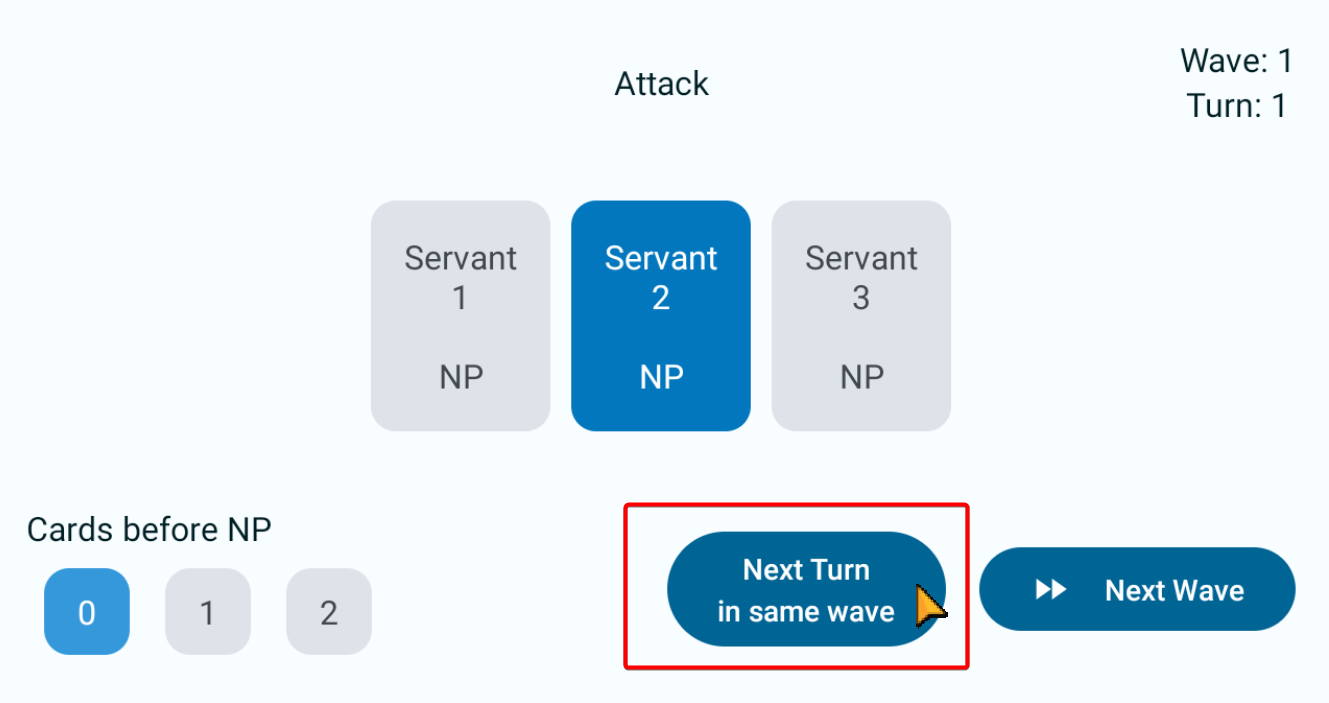 Attack
Wave: 1
Turn: 1
Servant
1
NP
Servant
2
NP
Servant
3
NP
Cards before NP
0
1
2
Next Turn
in same wave
Next Wave